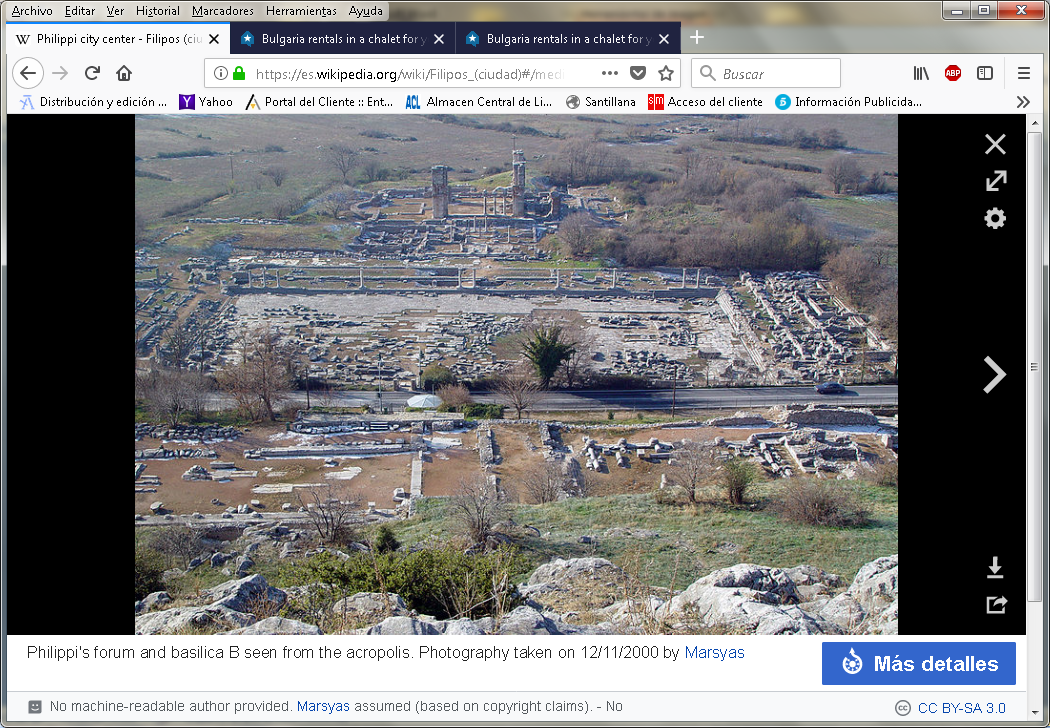 Archivo Editar Ver Historial Marcadores Herramientas Ayuda
W Philippi city center - Filipos (ciu
Bulgaria rentals in a chalet for y
Bulgaria rentals in a chalet for y
https://es.wikipedia.org/wiki/Filipos_(ciudad)#/med
Buscar
ABP
Distribución y edición ...
Yahoo
Portal del Cliente :: Ent...
ACL Almacen Central de Li...
Santillana
sm Acceso del cliente
Información Publicida...
Philippi's forum and basilica B seen from the acropolis. Photography taken on 12/11/2000 by Marsyas
Más detalles
No machine-readable author provided. Marsyas assumed (based on copyright claims). - No
cc CC BY-SA 3.0